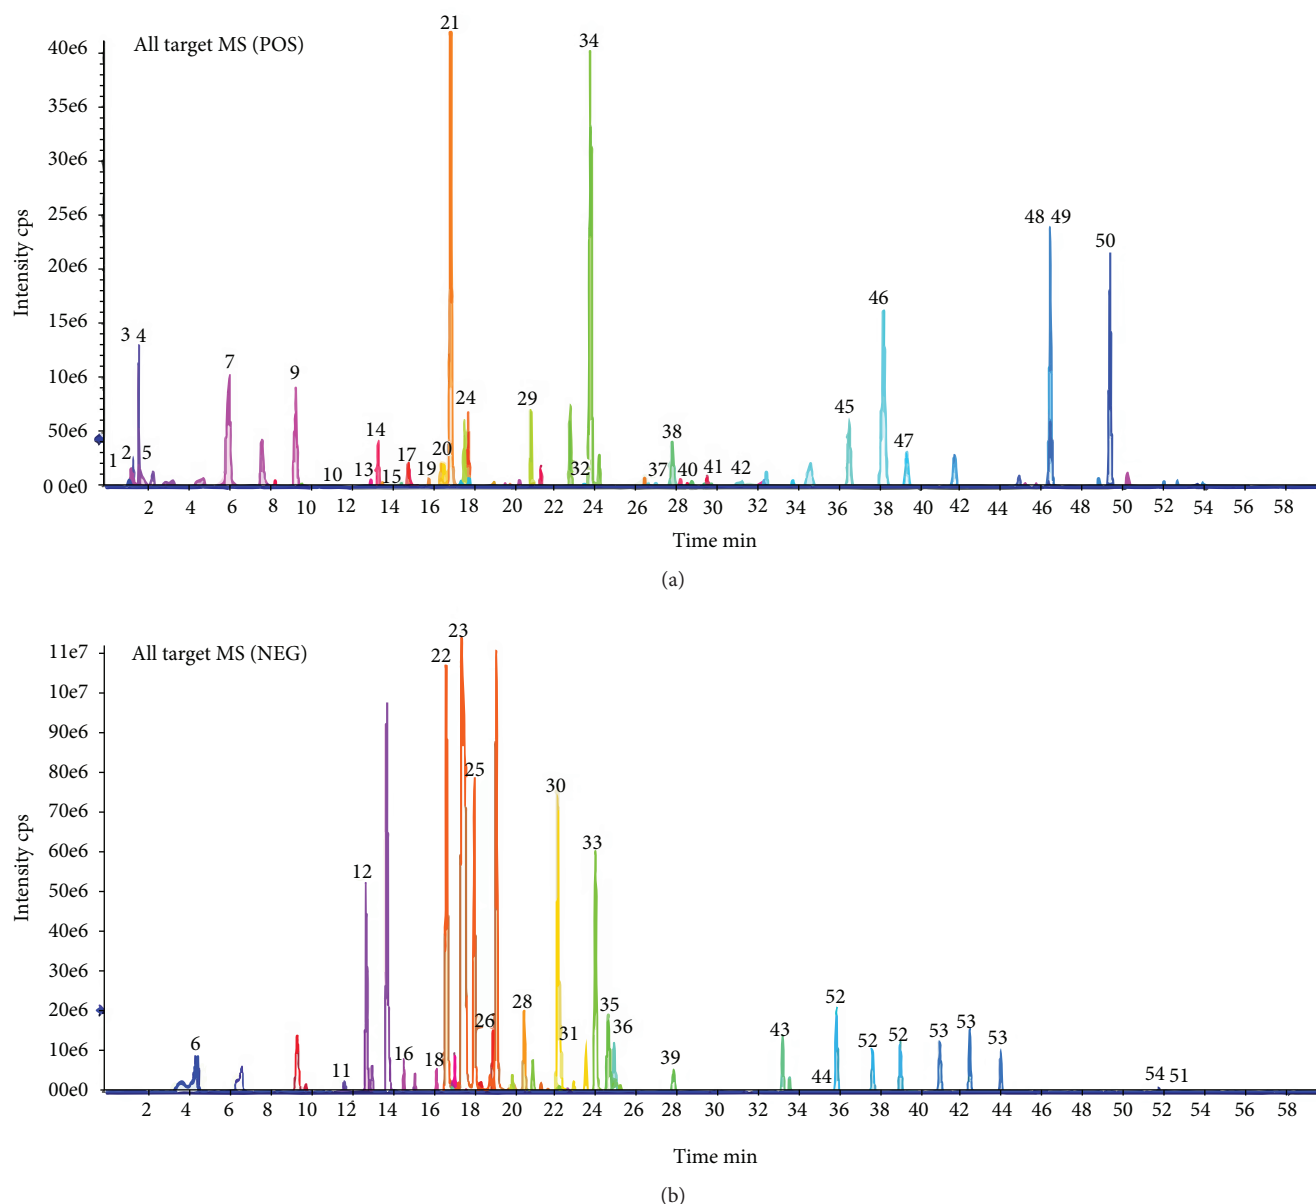 All target MS (POS)
Intensity cps
40e6
35e6
30e6
25e6
20e6
15e6
10e6
50e6
0 0e0
1 2 3 4 5 7 9 10 13 14 15 17 19 20 21 24 29 32 34 37 38 40 41 42 45 46 47 48 49 50
2 4 6 8 10 12 14 16 18 20 22 24 26 28 30 32 34 36 38 42 44 46 48 50 52 54 58
Time min
(a)
All target MS (NEG)
Intensity cps
11e7
10e7
90e6
80e6
70e6
60e6
50e6
40e6
30e6
20e6
10e6
00e0
6 11 12 16 18 22 23 25 26 28 30 31 33 35 36 39 43 44 52 52 52 53 53 53 54 51
2 4 6 8 10 12 14 16 18 20 22 24 26 28 30 32 34 36 38 40 42 44 46 48 50 52 54 56 58
Time min
(b)